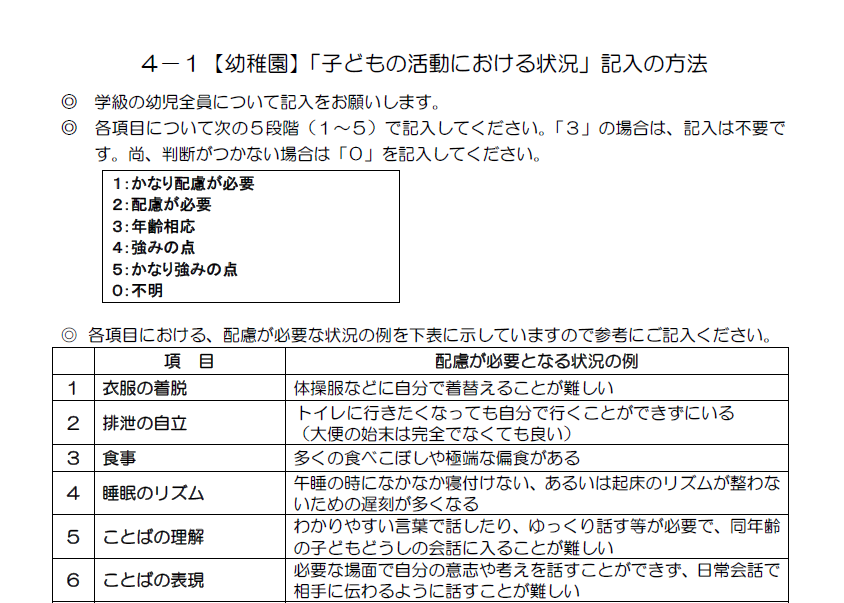 4－1【幼稚園】「子どもの活動における状況」記入の方法
◎ 学級の幼児全員について記入をお願いします。
◎ 各項目について次の5段階（1～5）で記入してください。「3」の場合は、記入は不要で
す。尚、判断がつかない場合は「0」を記入してください。
1：かなり配慮が必要
2：配慮が必要
3：年齢相応
4：強みの点
5：かなり強みの点
0：不明
◎ 各項目における、配慮が必要な状況の例を下表に示していますので参考にご記入ください。
項 目 配慮が必要となる状況の例
1 衣服の着脱 体操服などに自分で着替えることが難しい
2 排泄の自立 トイレに行きたくなっても自分で行くことができずにいる
（大便の始末は完全でなくても良い）
3 食事 多くの食べこぼしや極端な偏食がある
4 睡眠のリズム 午睡の時になかなか寝付けない、あるいは起床のリズムが整わな
いための遅刻が多くなる
5 ことばの理解 わかりやすい言葉で話したり、ゆっくり話す等が必要で、同年齢
の子どもどうしの会話に入ることが難しい
6 ことばの表現 必要な場面で自分の意志や考えを話すことができず、日常会話で
相手に伝わるように話すことが難しい